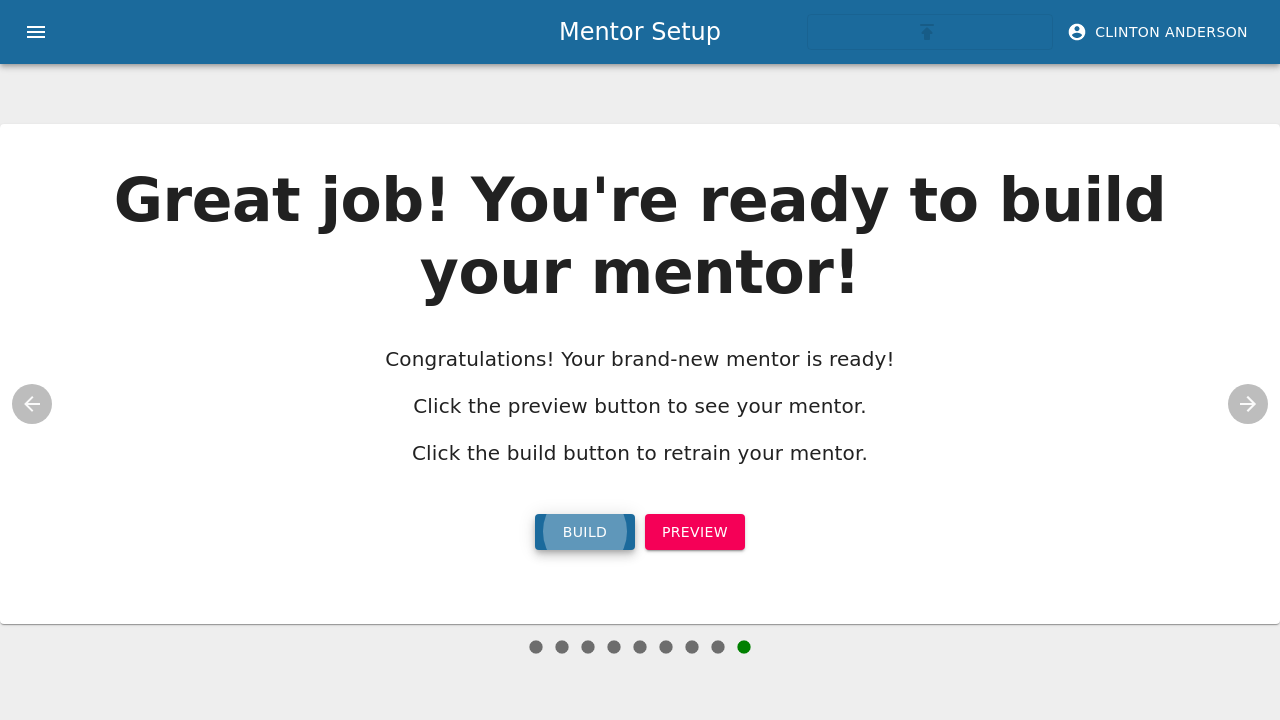 Mentor Setup
CLINTON ANDERSON
Great job! You're ready to build
your mentor!
Congratulations! Your brand-new mentor is ready!
Click the preview button to see your mentor.
Click the build button to retrain your mentor.
BUILD
PREVIEW